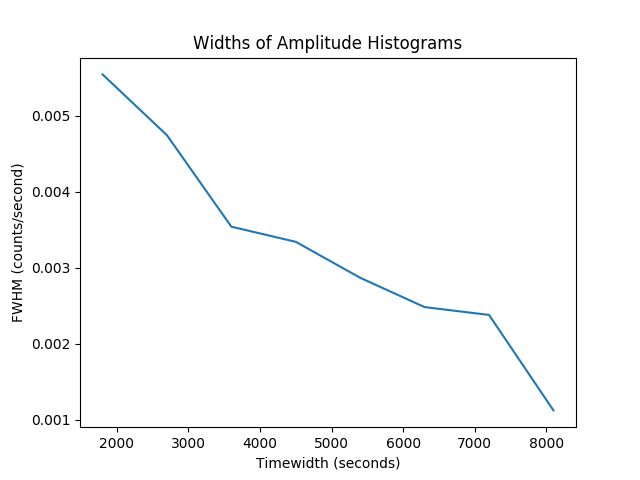 Widths of Amplitude Histograms
FWHM (counts/second)
0.005
0.004
0.003
0.002
0.001
2000 3000 4000 5000 6000 7000 8000
Timewidth (seconds)